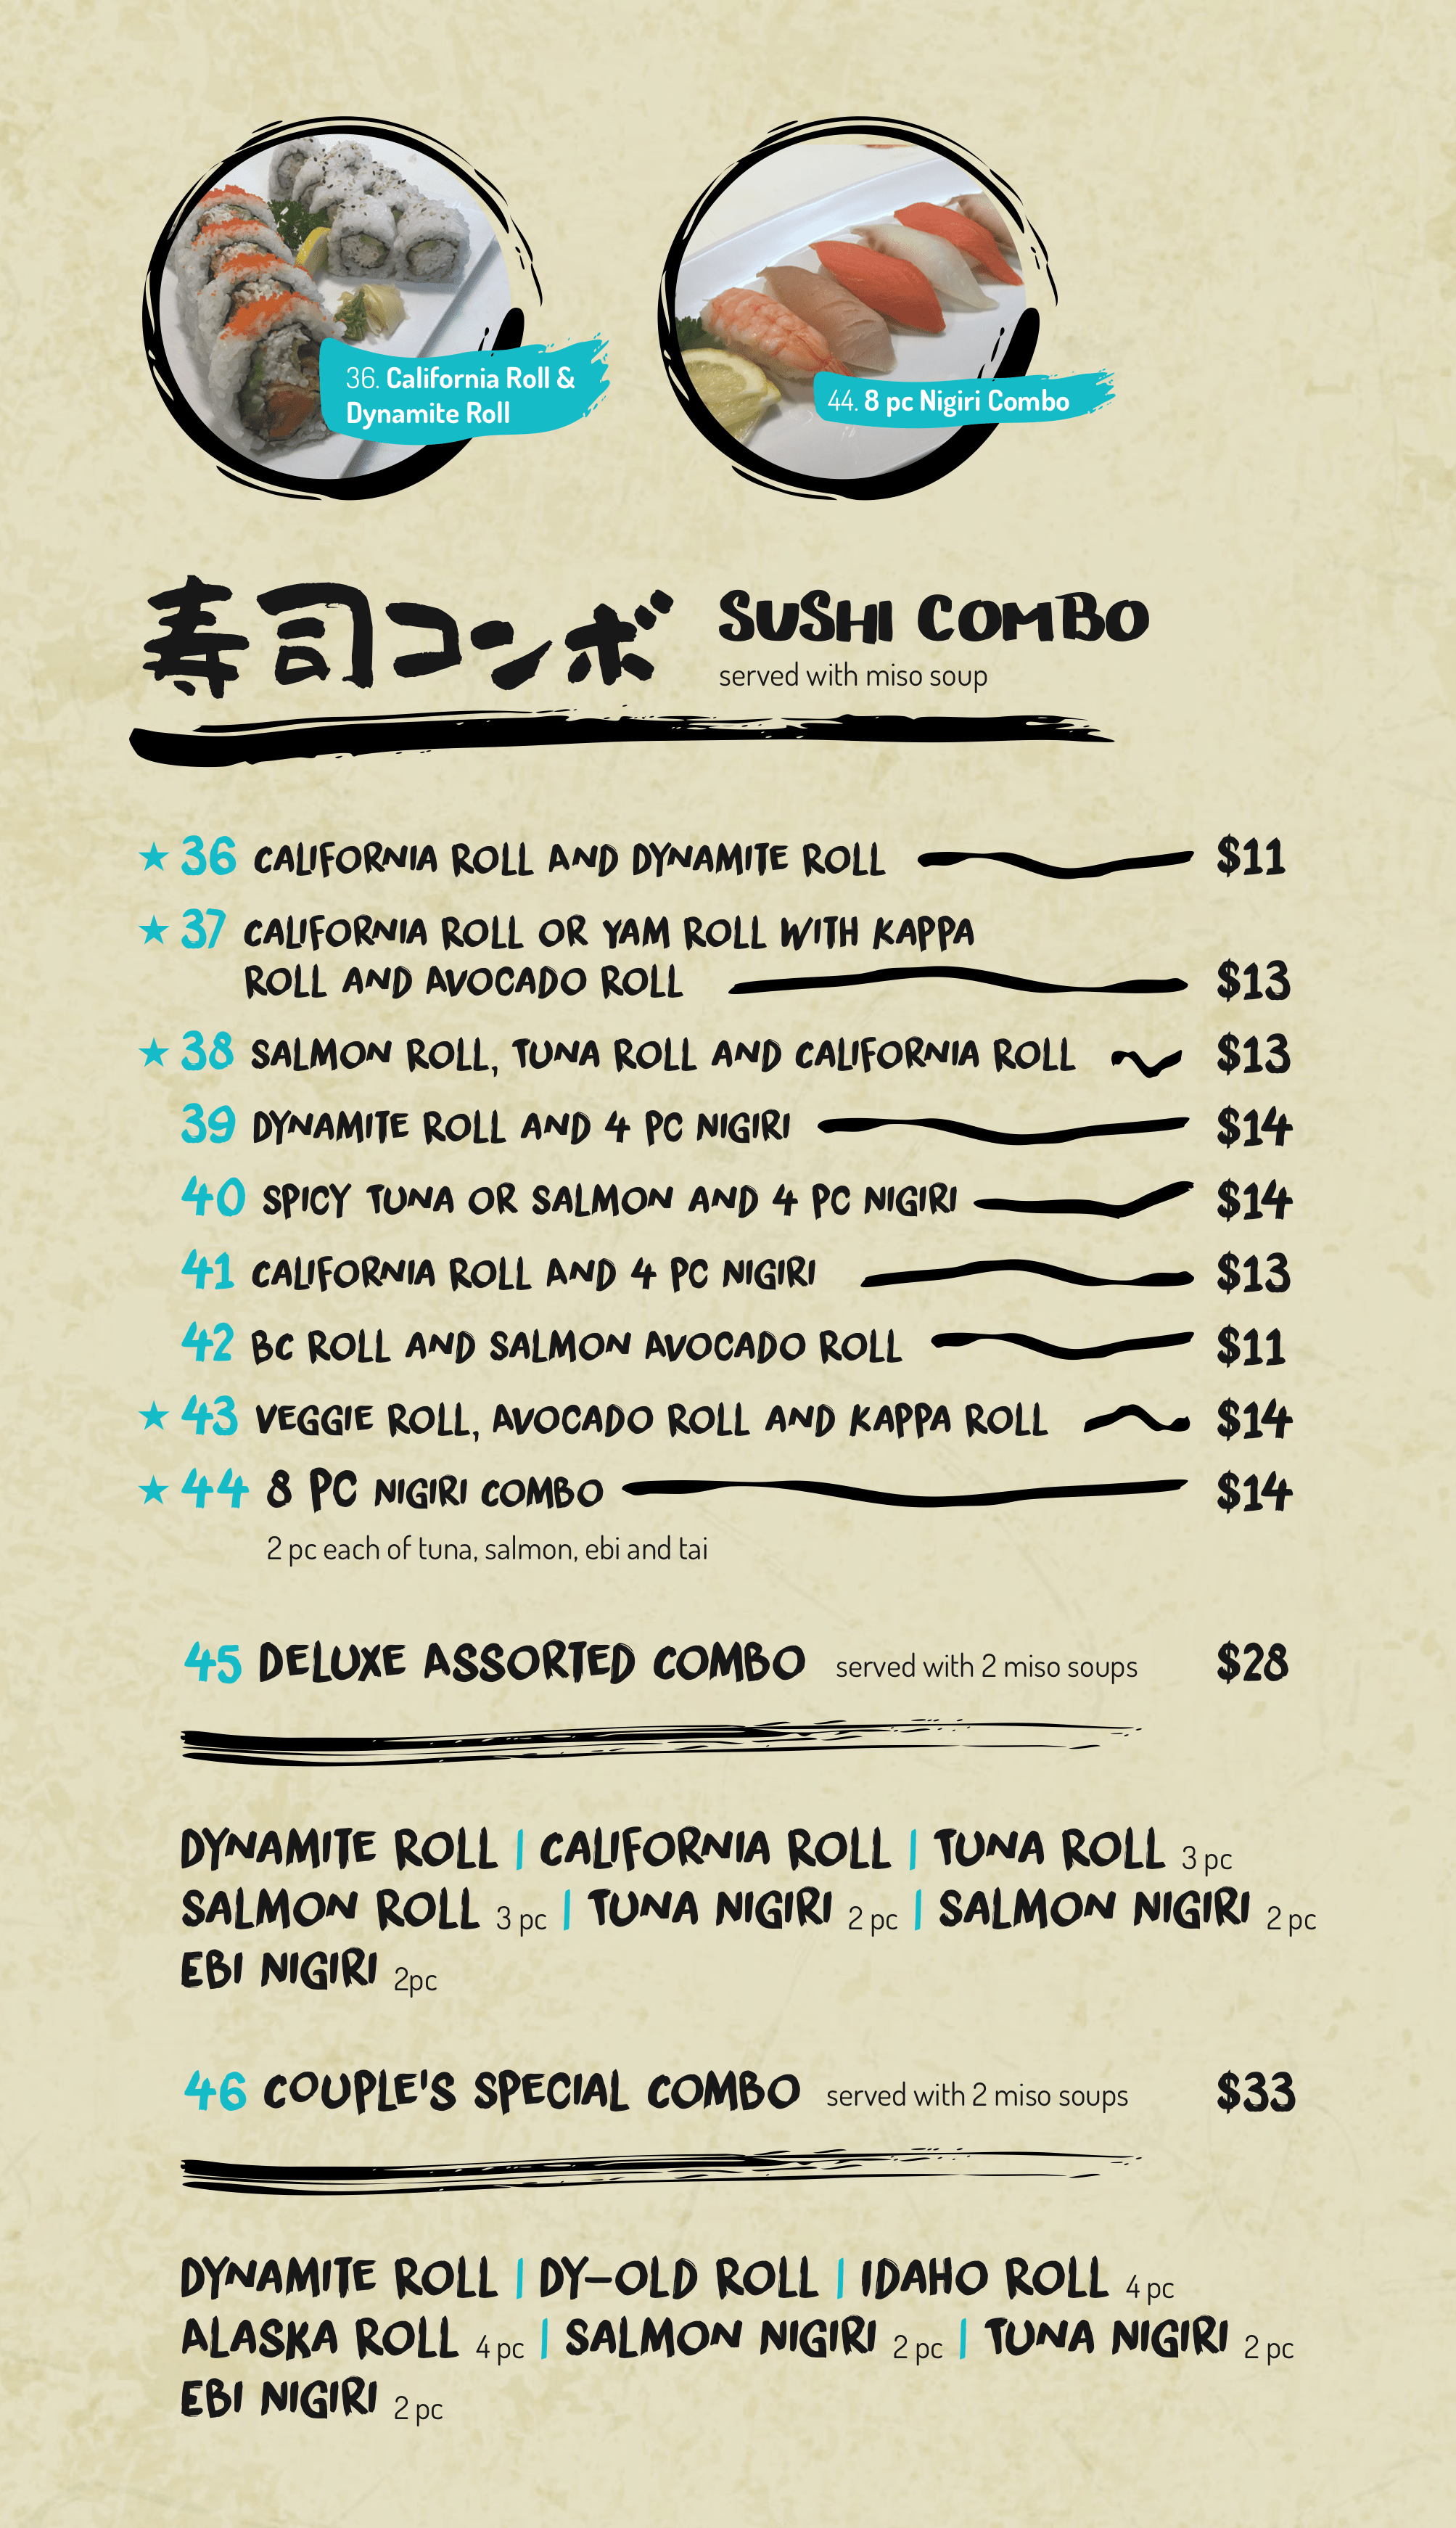 36. California Roll &
Dynamite Roll
44. 8 pc Nigiri Combo
寿司コンボ SUSHI COMBO
served with miso soup
★ 36 CALIFORNIA ROLL AND DYNAMITE ROLL $11
★ 37 CALIFORNIA ROLL OR YAM ROLL WITH KAPPA
ROLL AND AVOCADO ROLL $13
★ 38 SALMON ROLL, TUNA ROLL AND CALIFORNIA ROLL $13
39 DYNAMITE ROLL AND 4 PC NIGIRI $14
40 SPICY TUNA OR SALMON AND 4 PC NIGIRI $14
41 CALIFORNIA ROLL AND 4 PC NIGIRI $13
42 BC ROLL AND SALMON AVOCADO ROLL $11
★ 43 VEGGIE ROLL, AVOCADO ROLL AND KAPPA ROLL $14
★ 44 8 PC NIGIRI COMBO $14
2 pc each of tuna, salmon, ebi and tai
45 DELUXE ASSORTED COMBO served with 2 miso soups $28
DYNAMITE ROLL | CALIFORNIA ROLL | TUNA ROLL 3 pc
SALMON ROLL 3 pc | TUNA NIGIRI 2 pc | SALMON NIGIRI 2 pc
EBI NIGIRI 2pc
46 COUPLE'S SPECIAL COMBO served with 2 miso soups $33
DYNAMITE ROLL | DY-OLD ROLL | IDAHO ROLL 4 pc
ALASKA ROLL 4 pc | SALMON NIGIRI 2 pc | TUNA NIGIRI 2 pc
EBI NIGIRI 2 pc